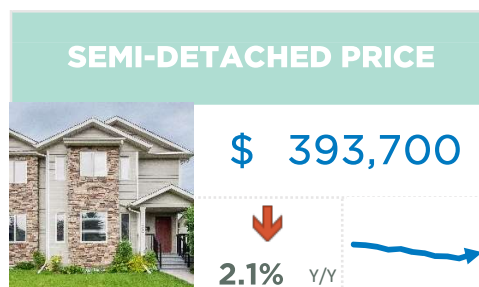 SEMI-DETACHED PRICE
$ 393,700
2.1% Y/Y